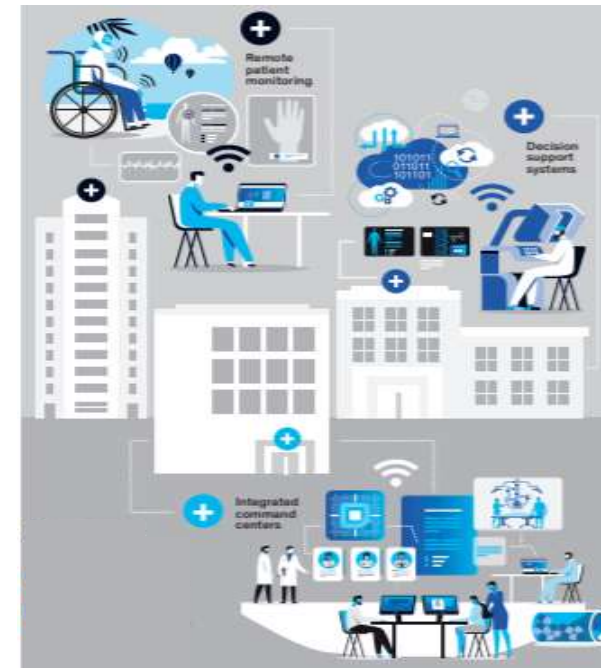 Remote
patient
monitoring
Decision
support
systems
101011
011011
101101
Integrated
command
centers